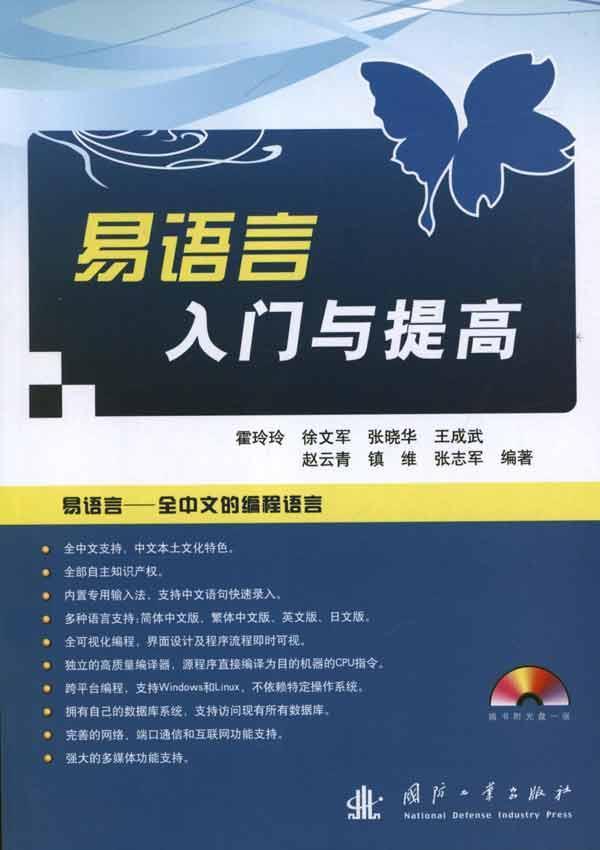 易语言
入门与提高
霍玲玲 徐文军 张晓华 王成武
赵云青 镇维 张志军 编著
易语言——全中文的编程语言
全中文支持，中文本土文化特色。
全部自主知识产权。
内置专用输入法，支持中文语句快速录入。
多种语言支持：简体中文版、繁体中文版、英文版、日文版。
全可视化编程，界面设计及程序流程即时可视。
独立的高质量编译器，源程序直接编译为目的机器的CPU指令。
跨平台编程，支持Windows和Linux，不依赖特定操作系统。
拥有自己的数据库系统，支持访问现有所有数据库。
完善的网络，端口通信和互联网功能支持。
强大的多媒体功能支持。
随书附光盘一张
国防工业出版社
National Defense Industry Press